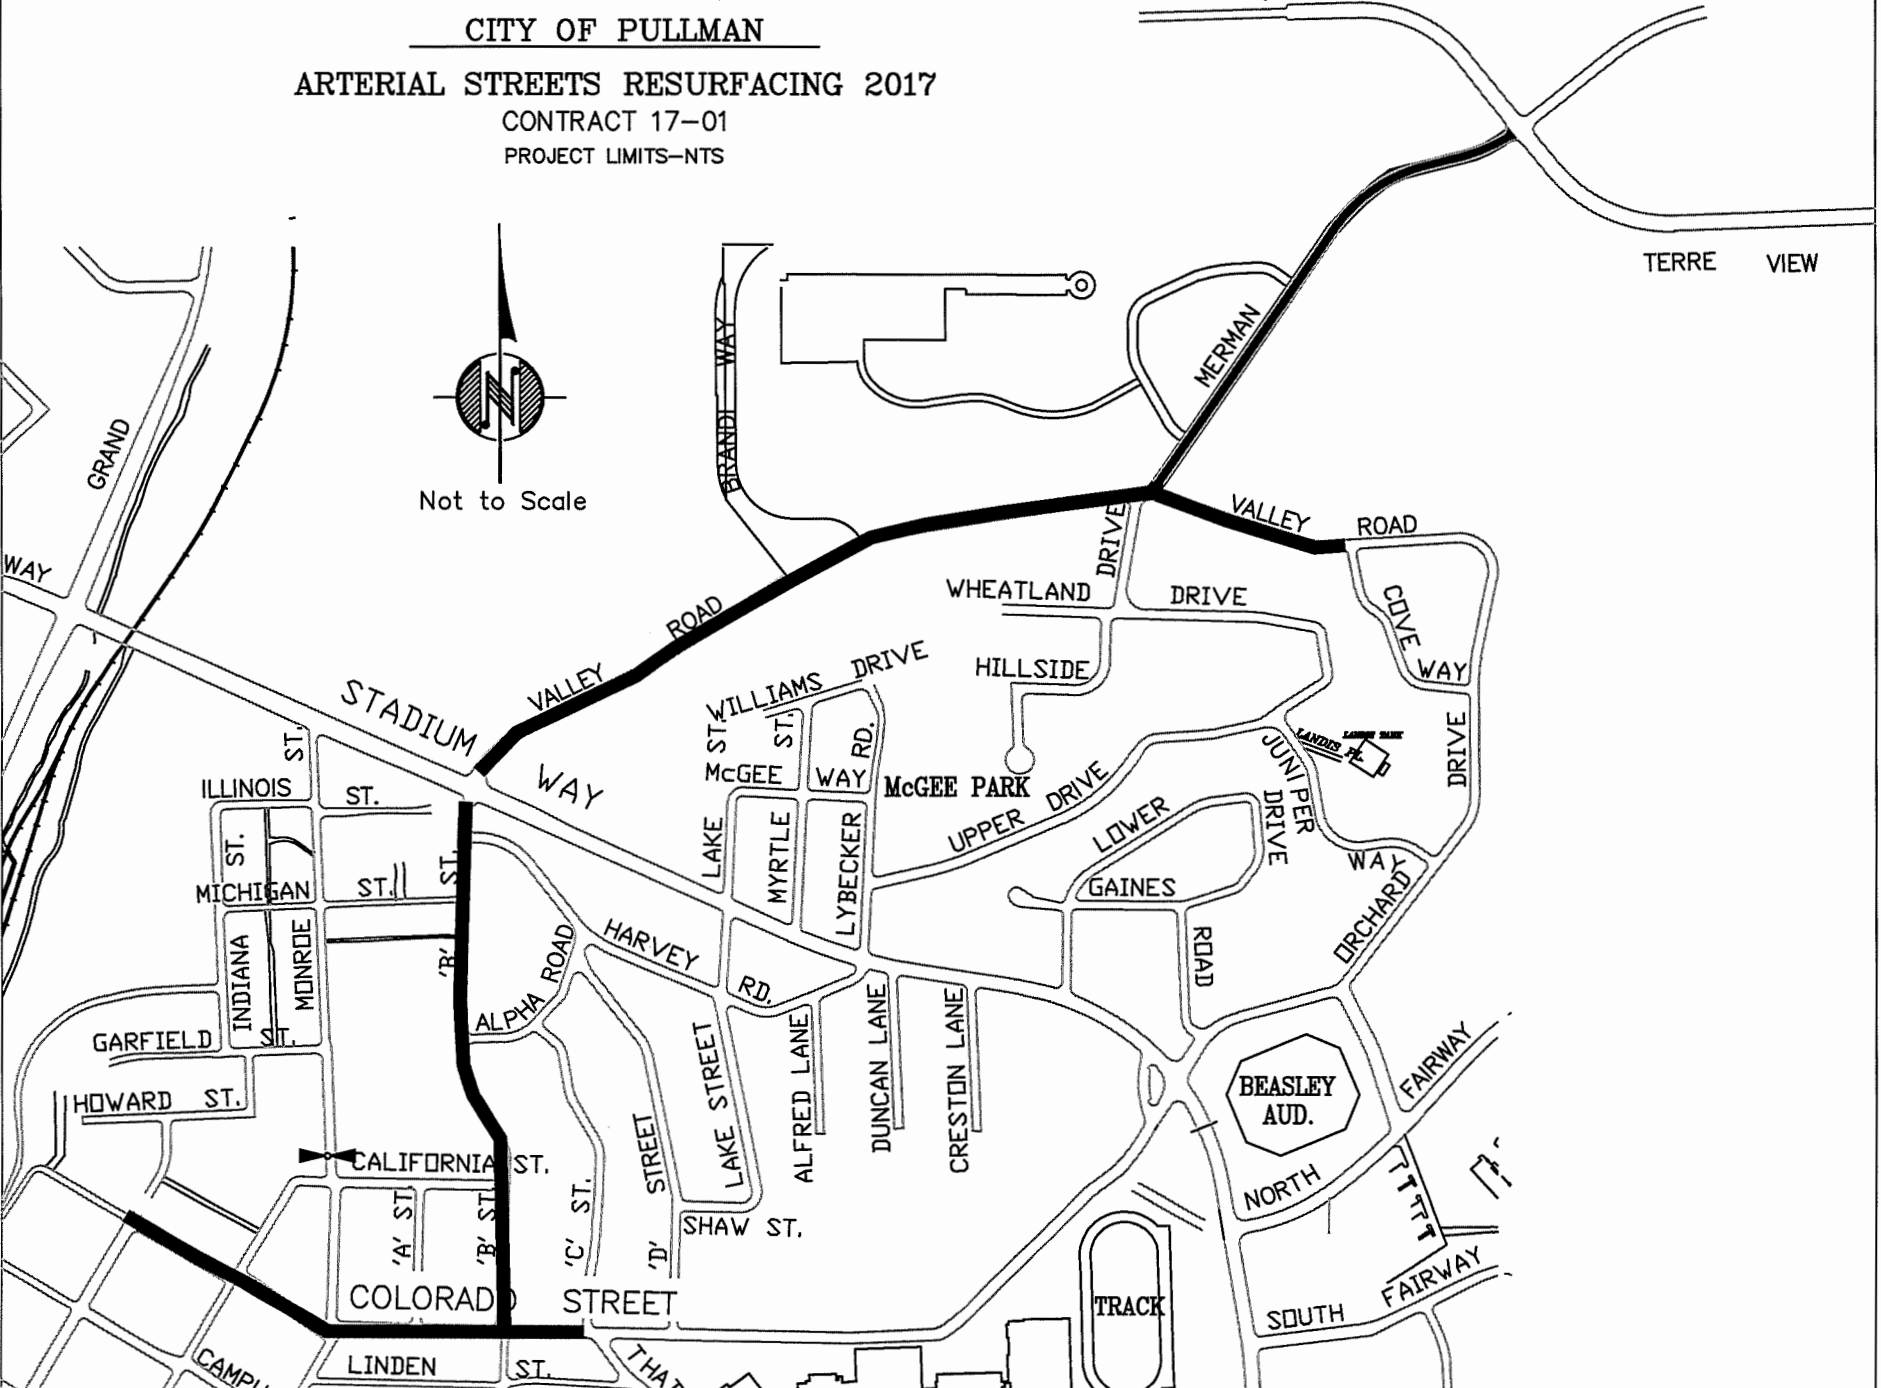 CITY OF PULLMAN
ARTERIAL STREETS RESURFACING 2017
CONTRACT 17-01
PROJECT LIMITS-NTS
TERRE VIEW
MERMAN
BRANDI WAY
GRAND
N
Not to Scale
VALLEY ROAD
WAY
DRIVE
WHEATLAND DRIVE
COVE WAY
VALLEY ROAD
HILLSIDE
WILLIAMS DRIVE
STADIUM WAY
ST.
ST.
ST.
RD.
LANDIS PL.
JUNIPER WAY
DRIVE
McGEE WAY
McGEE PARK
ILLINOIS ST.
UPPER DRIVE
LOWER DRIVE
LAKE
MYRTLE
LYBECKER
ST.
ST.
MICHIGAN ST.
GAINES ROAD
ORCHARD
HARVEY RD.
INDIANA
MONROE
'B'
ALPHA ROAD
GARFIELD ST.
LAKE STREET
LAKE STREET
ALFRED LANE
DUNCAN LANE
CRESTON LANE
FAIRWAY
BEASLEY
AUD.
HOWARD ST.
CALIFORNIA ST.
STREET
NORTH
'A' ST.
'B' ST.
'C' ST.
'D'
SHAW ST.
FAIRWAY
COLORADO STREET
TRACK
SOUTH
LINDEN ST.